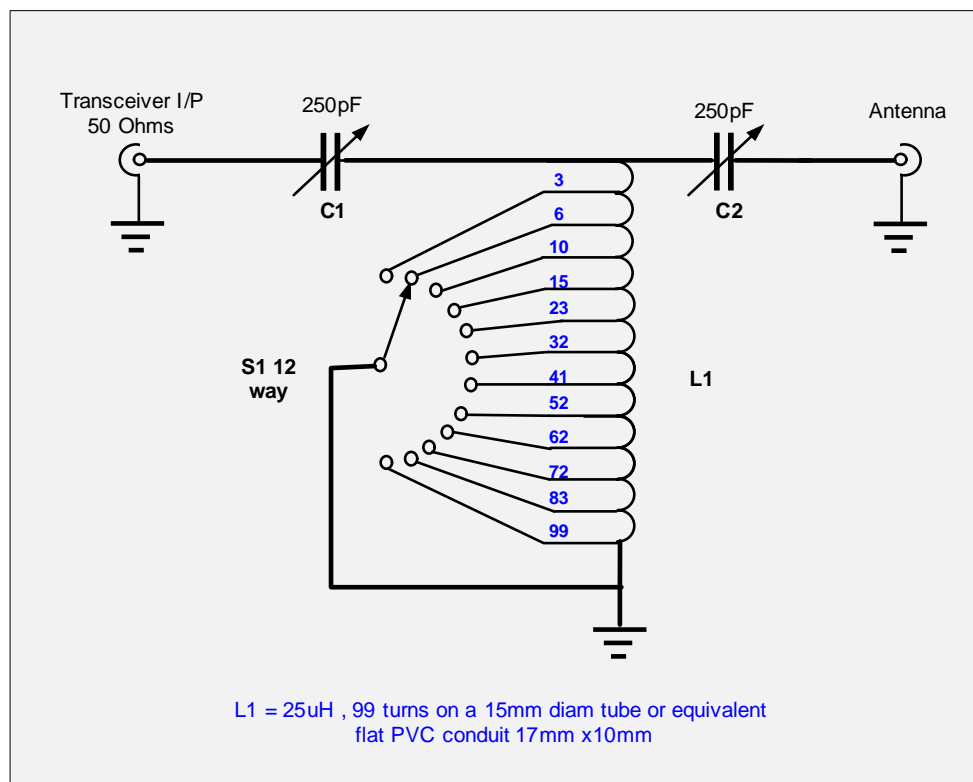 Transceiver I/P
50 Ohms
250pF
250pF
Antenna
C1
C2
3
6
10
15
23
32
41
52
62
72
83
99
S1 12
way
L1
L1 = 25uH , 99 turns on a 15mm diam tube or equivalent
flat PVC conduit 17mm x10mm